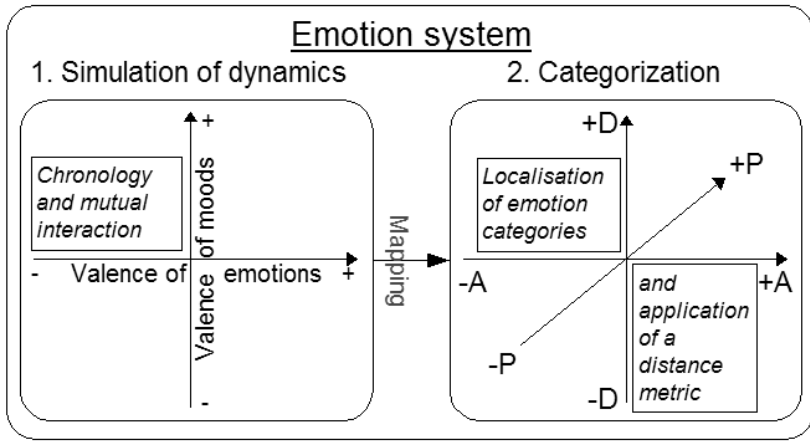 Emotion system
1. Simulation of dynamics
2. Categorization
+
Chronology
and mutual
interaction
Valence of moods
- Valence of emotions +
-
Mapping
+D
Localisation
of emotion
categories
+P
-A
+A
and
application
of a
distance
metric
-P
-D